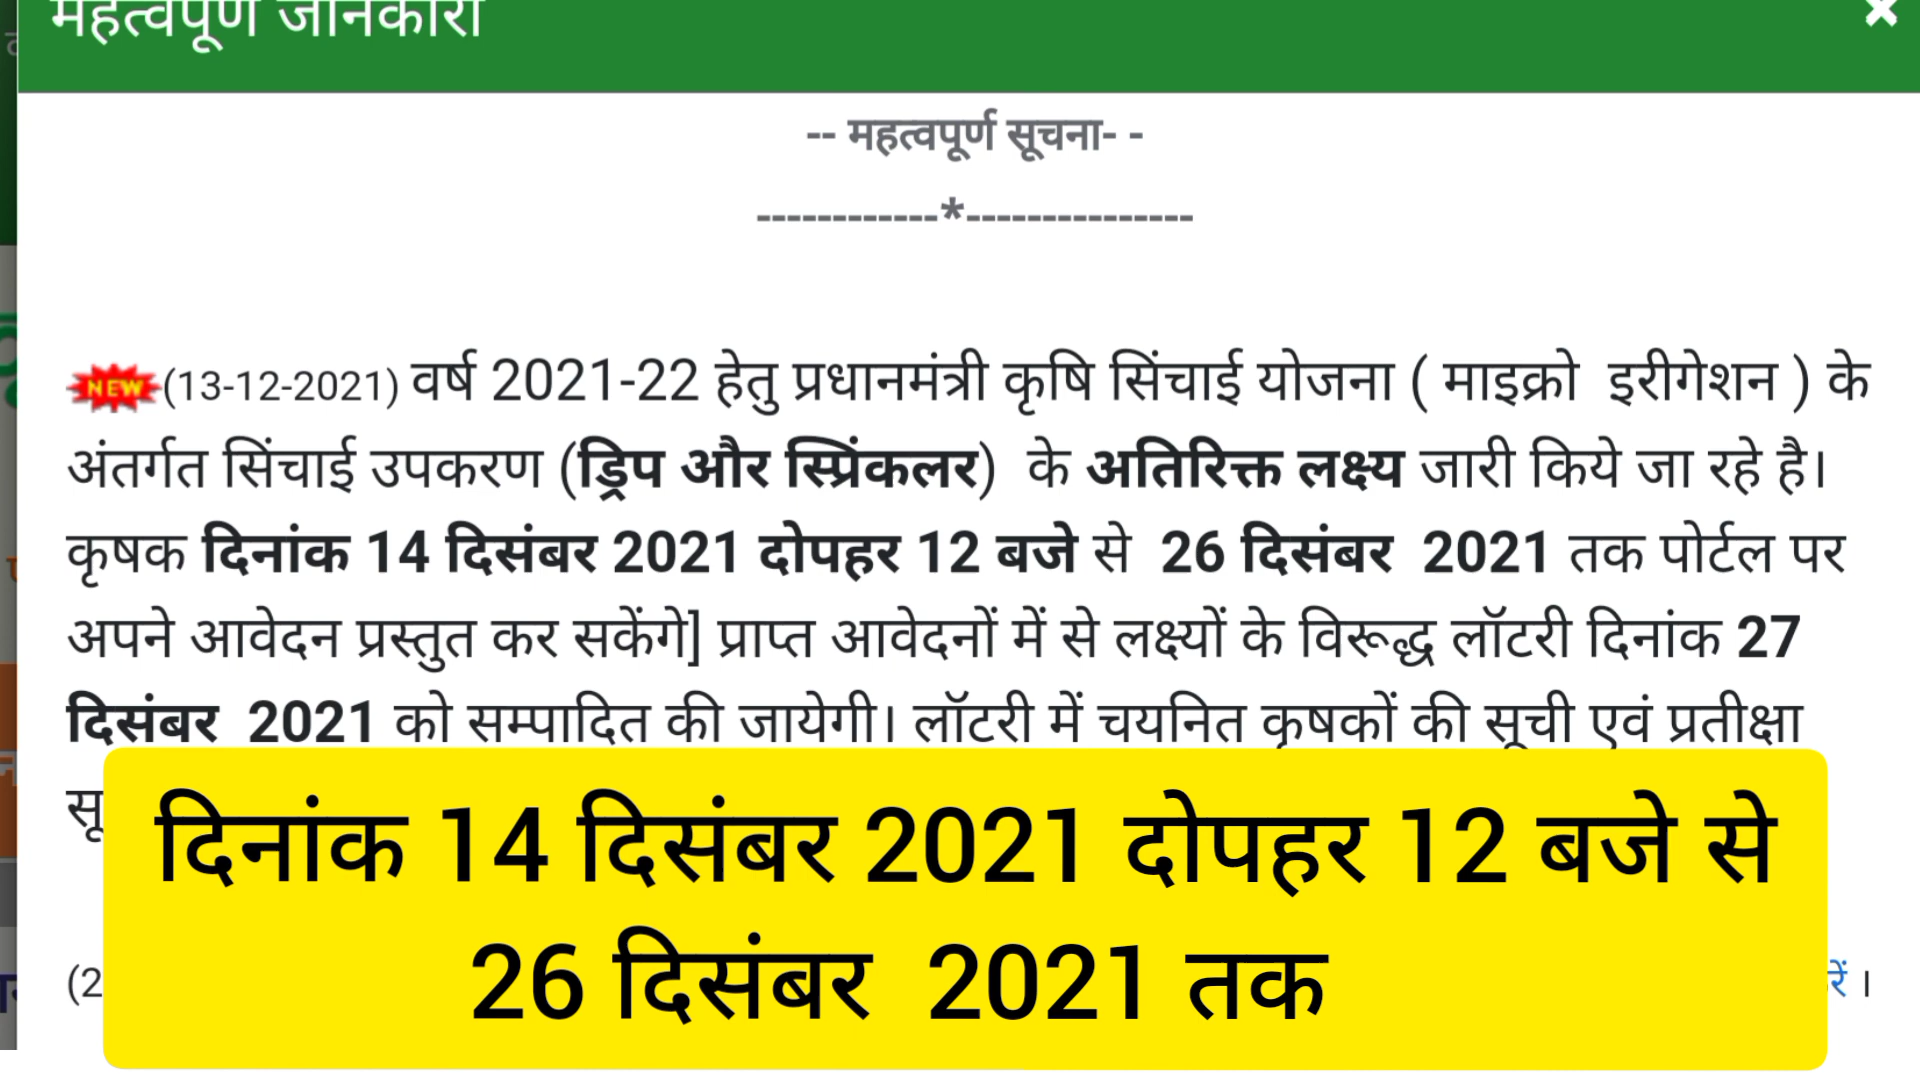 महत्वपूर्ण जानकारी
-- महत्वपूर्ण सूचना- -
------------*---------------
NEW (13-12-2021) वर्ष 2021-22 हेतु प्रधानमंत्री कृषि सिंचाई योजना ( माइक्रो इरीगेशन ) के
अंतर्गत सिंचाई उपकरण (ड्रिप और स्प्रिंकलर) के अतिरिक्त लक्ष्य जारी किये जा रहे है।
कृषक दिनांक 14 दिसंबर 2021 दोपहर 12 बजे से 26 दिसंबर 2021 तक पोर्टल पर
अपने आवेदन प्रस्तुत कर सकेंगे] प्राप्त आवेदनों में से लक्ष्यों के विरूद्ध लॉटरी दिनांक 27
दिसंबर 2021 को सम्पादित की जायेगी। लॉटरी में चयनित कृषकों की सूची एवं प्रतीक्षा
दिनांक 14 दिसंबर 2021 दोपहर 12 बजे से
26 दिसंबर 2021 तक